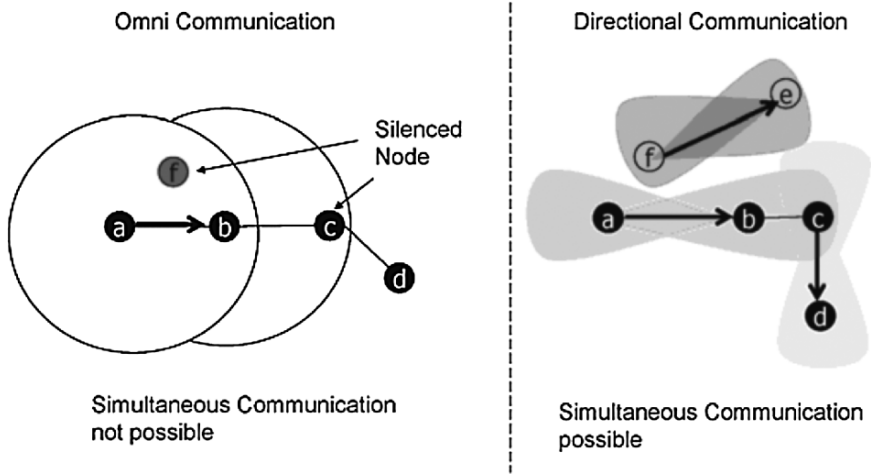 Omni Communication
Silenced
Node
f
a
b
c
d
Simultaneous Communication
not possible
Directional Communication
e
f
a
b
c
d
Simultaneous Communication
possible